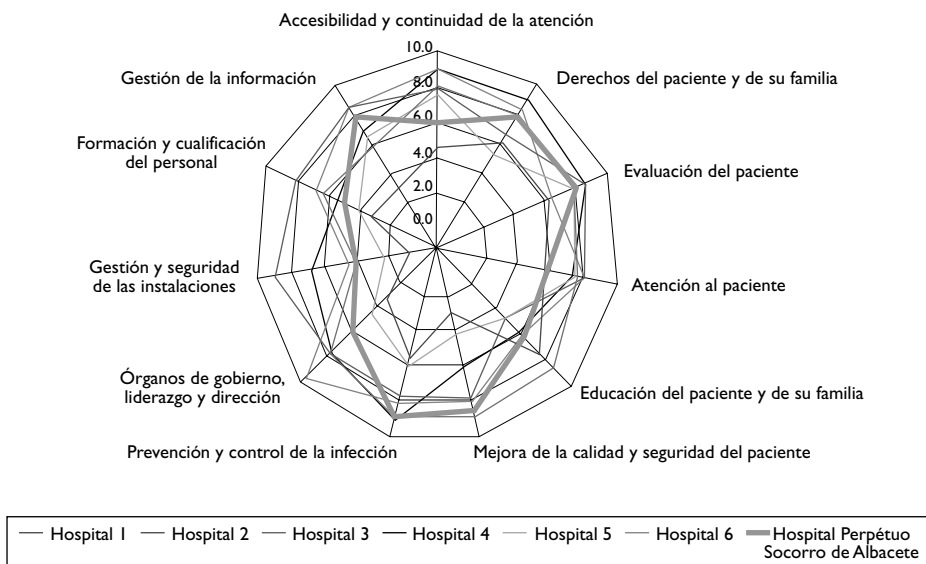 Accesibilidad y continuidad de la atención
10.0
Gestión de la información
Derechos del paciente y de su familia
8.0
6.0
Formación y cualificación
del personal
Evaluación del paciente
4.0
2.0
0.0
Gestión y seguridad
de las instalaciones
Atención al paciente
Órganos de gobierno,
liderazgo y dirección
Educación del paciente y de su familia
Prevención y control de la infección
Mejora de la calidad y seguridad del paciente
Hospital 1
Hospital 2
Hospital 3
Hospital 4
Hospital 5
Hospital 6
Hospital Perpétuo
Socorro de Albacete